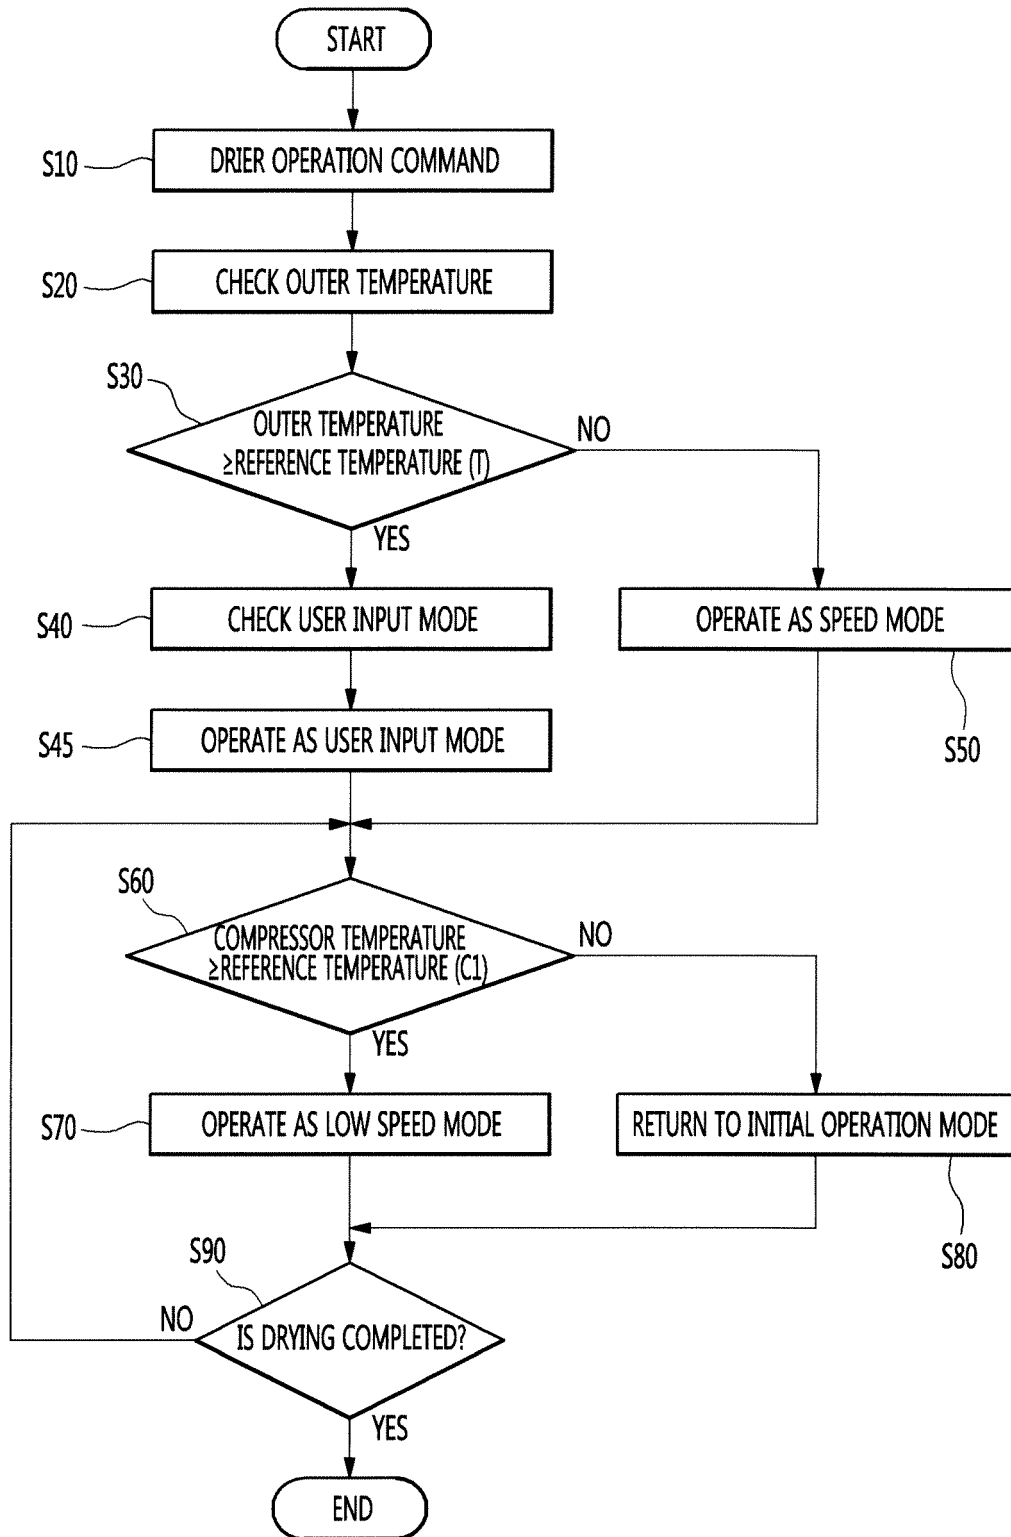 START
S10
DRIER OPERATION COMMAND
S20
CHECK OUTER TEMPERATURE
S30
OUTER TEMPERATURE
≥REFERENCE TEMPERATURE (T)
NO
YES
S40
CHECK USER INPUT MODE
OPERATE AS SPEED MODE
S45
OPERATE AS USER INPUT MODE
S50
S60
COMPRESSOR TEMPERATURE
≥REFERENCE TEMPERATURE (C1)
NO
YES
S70
OPERATE AS LOW SPEED MODE
RETURN TO INITIAL OPERATION MODE
S80
S90
NO
IS DRYING COMPLETED?
YES
END